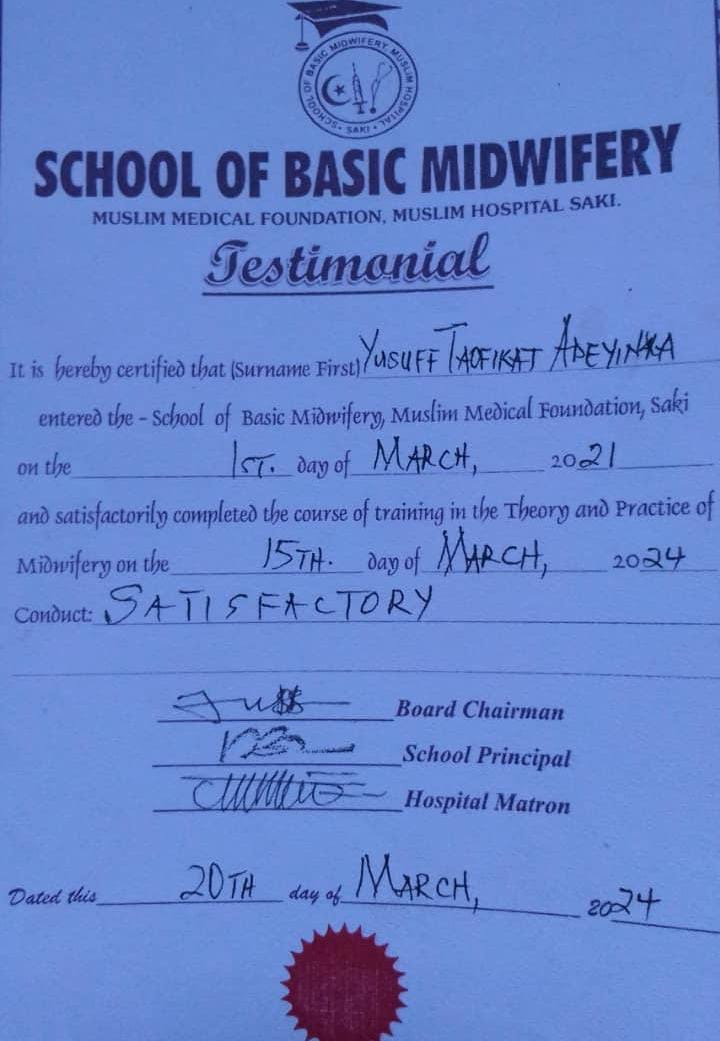 SCHOOL OF BASIC MIDWIFERY, MUSLIM HOSPITAL
• SAKI •
SCHOOL OF BASIC MIDWIFERY
MUSLIM MEDICAL FOUNDATION, MUSLIM HOSPITAL SAKI.
Testimonial
It is hereby certified that (Surname First) YUSUFF TAOFIKAT ADEYINKA
entered the - School of Basic Midwifery, Muslim Medical Foundation, Saki
on the 1ST. day of MARCH, 2021
and satisfactorily completed the course of training in the Theory and Practice of
Midwifery on the 15TH. day of MARCH, 2024
Conduct: SATISFACTORY
Board Chairman
School Principal
Hospital Matron
Dated this 20TH day of MARCH, 2024